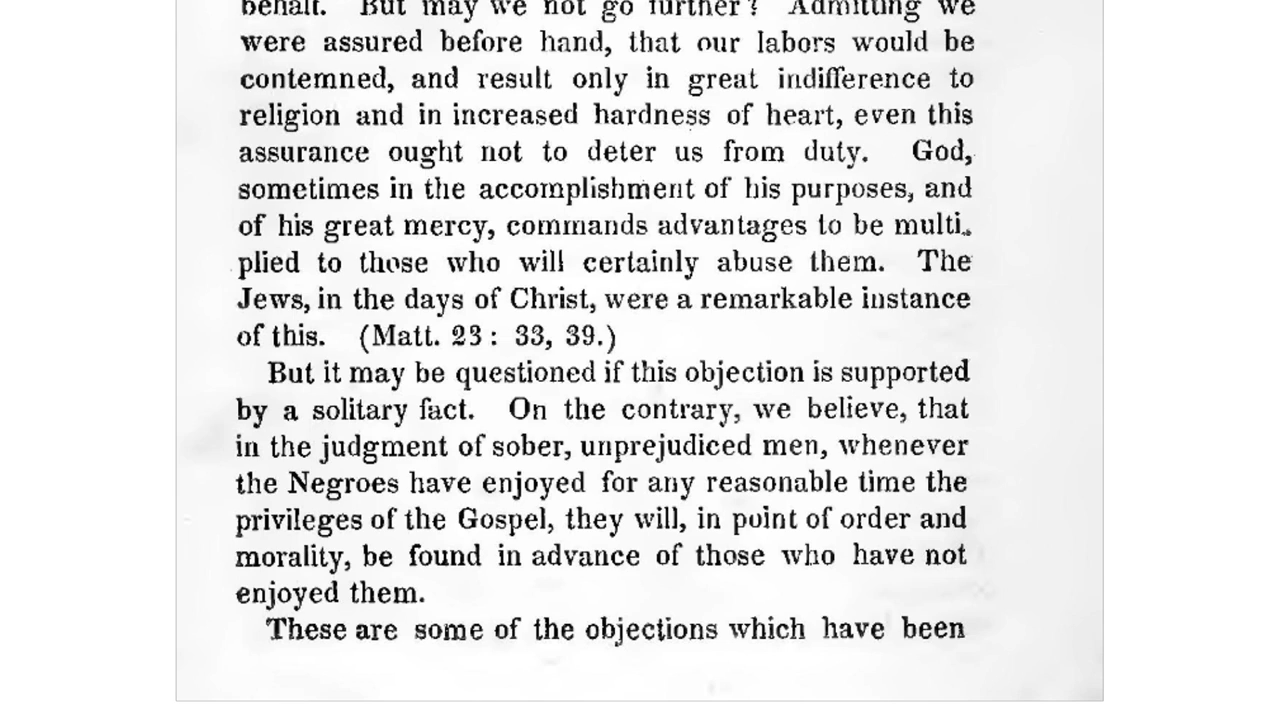 behalf. But may we not go further? Admitting we
were assured before hand, that our labors would be
contemned, and result only in great indifference to
religion and in increased hardness of heart, even this
assurance ought not to deter us from duty. God,
sometimes in the accomplishment of his purposes, and
of his great mercy, commands advantages to be multi-
plied to those who will certainly abuse them. The
Jews, in the days of Christ, were a remarkable instance
of this. (Matt. 23: 33, 39.)
But it may be questioned if this objection is supported
by a solitary fact. On the contrary, we believe, that
in the judgment of sober, unprejudiced men, whenever
the Negroes have enjoyed for any reasonable time the
privileges of the Gospel, they will, in point of order and
morality, be found in advance of those who have not
enjoyed them.
These are some of the objections which have been